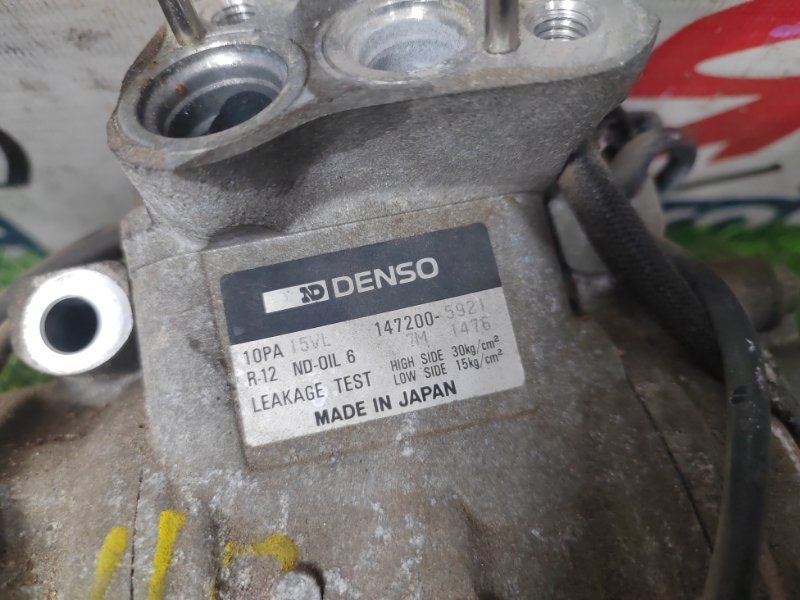 ND DENSO
10PA 15VL 147200-5921
R-12 ND-OIL 6 7M 1476
LEAKAGE TEST HIGH SIDE 30kg/cm²
LOW SIDE 15kg/cm²
MADE IN JAPAN